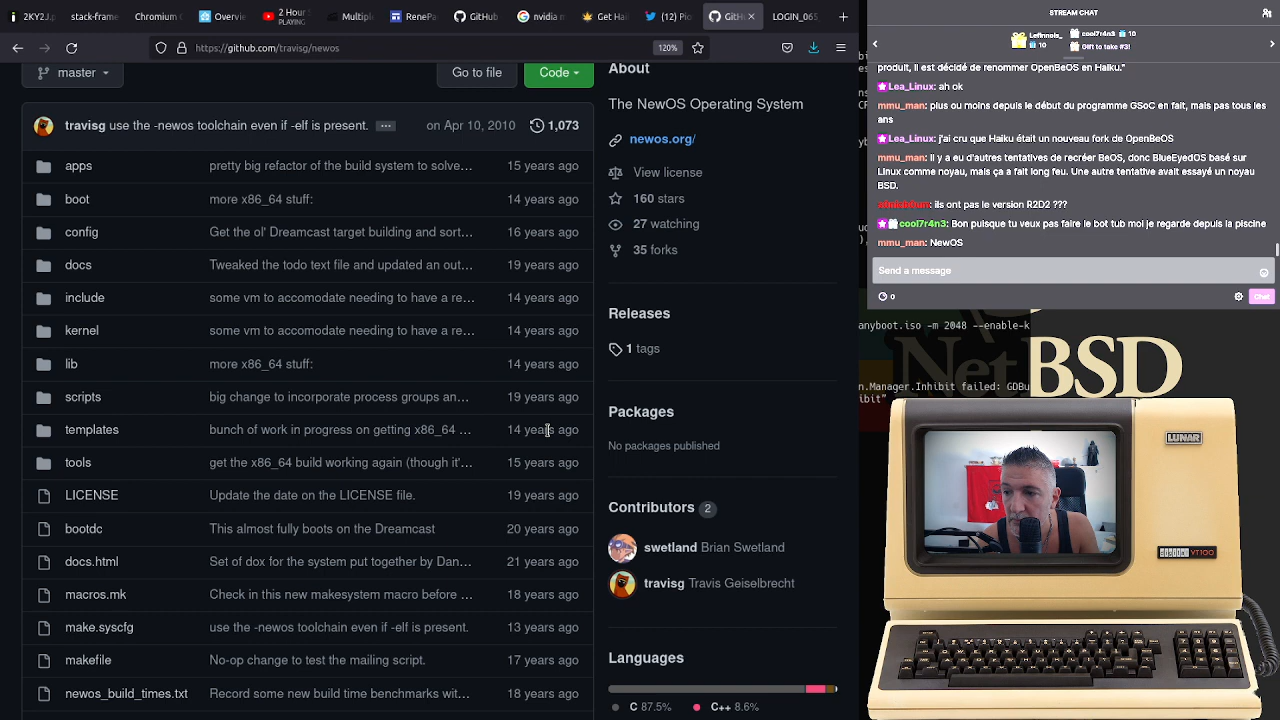 2KY2J.jp
stack-frame
Chromium C
Overvie
2 Hour S
PLAYING
Multiple
RenePa
GitHub
nvidia n
Get Hai
(12) Pio
GitHu
LOGIN_065
https://github.com/travisg/newos
120%
master
Go to file
Code
travisg use the -newos toolchain even if -elf is present.
on Apr 10, 2010
1,073
apps pretty big refactor of the build system to solve... 15 years ago
boot more x86_64 stuff: 14 years ago
config Get the ol' Dreamcast target building and sort... 16 years ago
docs Tweaked the todo text file and updated an out... 19 years ago
include some vm to accomodate needing to have a re... 14 years ago
kernel some vm to accomodate needing to have a re... 14 years ago
lib more x86_64 stuff: 14 years ago
scripts big change to incorporate process groups an... 19 years ago
templates bunch of work in progress on getting x86_64 ... 14 years ago
tools get the x86_64 build working again (though it'... 15 years ago
LICENSE Update the date on the LICENSE file. 19 years ago
bootdc This almost fully boots on the Dreamcast 20 years ago
docs.html Set of dox for the system put together by Dan... 21 years ago
macros.mk Check in this new makesystem macro before ... 18 years ago
make.syscfg use the -newos toolchain even if -elf is present. 13 years ago
makefile No-op change to test the mailing script. 17 years ago
newos_build_times.txt Record some new build time benchmarks wit... 18 years ago
About
The NewOS Operating System
newos.org/
View license
160 stars
27 watching
35 forks
Releases
1 tags
Packages
No packages published
Contributors 2
swetland Brian Swetland
travisg Travis Geiselbrecht
Languages
C 87.5% C++ 8.6%
STREAM CHAT
Lefinnois_
10
cool7r4n3 10
Gift to take #3!
produit, il est décidé de renommer OpenBeOS en Haiku."
Lea_Linux: ah ok
mmu_man: plus ou moins depuis le début du programme GSoC en fait, mais pas tous les
ans
Lea_Linux: j'ai cru que Haiku était un nouveau fork de OpenBeOS
mmu_man: Il y a eu d'autres tentatives de recréer BeOS, donc BlueEyedOS basé sur
Linux comme noyau, mais ça a fait long feu. Une autre tentative avait essayé un noyau
BSD.
ils ont pas le version R2D2 ???
cool7r4n3: Bon puisque tu veux pas faire le bot tub moi je regarde depuis la piscine
mmu_man: NewOS
Send a message
0
Chat
anyboot.iso -m 2048 --enable-k
NetBSD
n.Manager.Inhibit failed: GDBu
ibit"
LUNAR
digital VT100